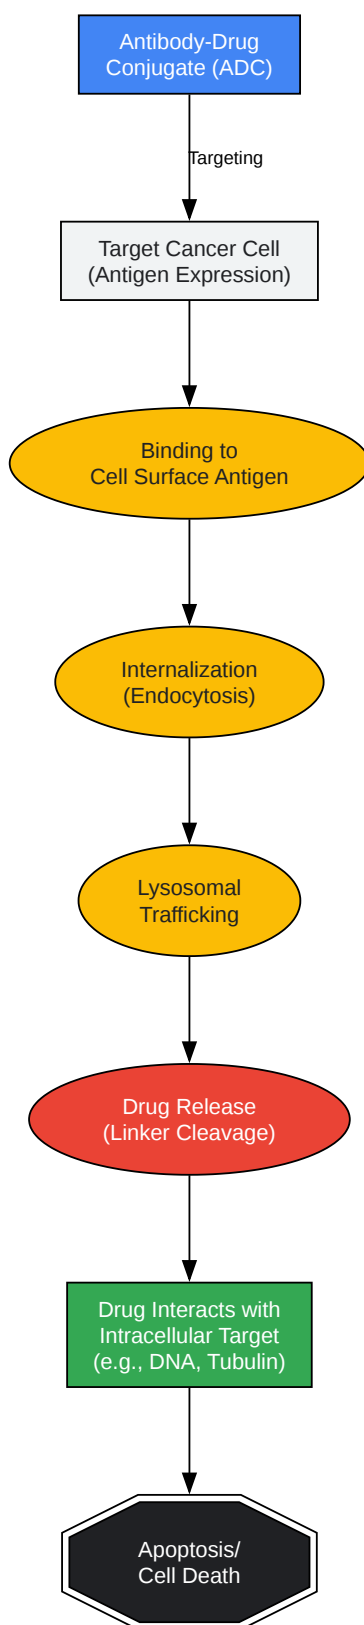 Antibody-Drug
Conjugate (ADC)
Targeting
Target Cancer Cell
(Antigen Expression)
Binding to
Cell Surface Antigen
Internalization
(Endocytosis)
Lysosomal
Trafficking
Drug Release
(Linker Cleavage)
Drug Interacts with
Intracellular Target
(e.g., DNA, Tubulin)
Apoptosis/
Cell Death